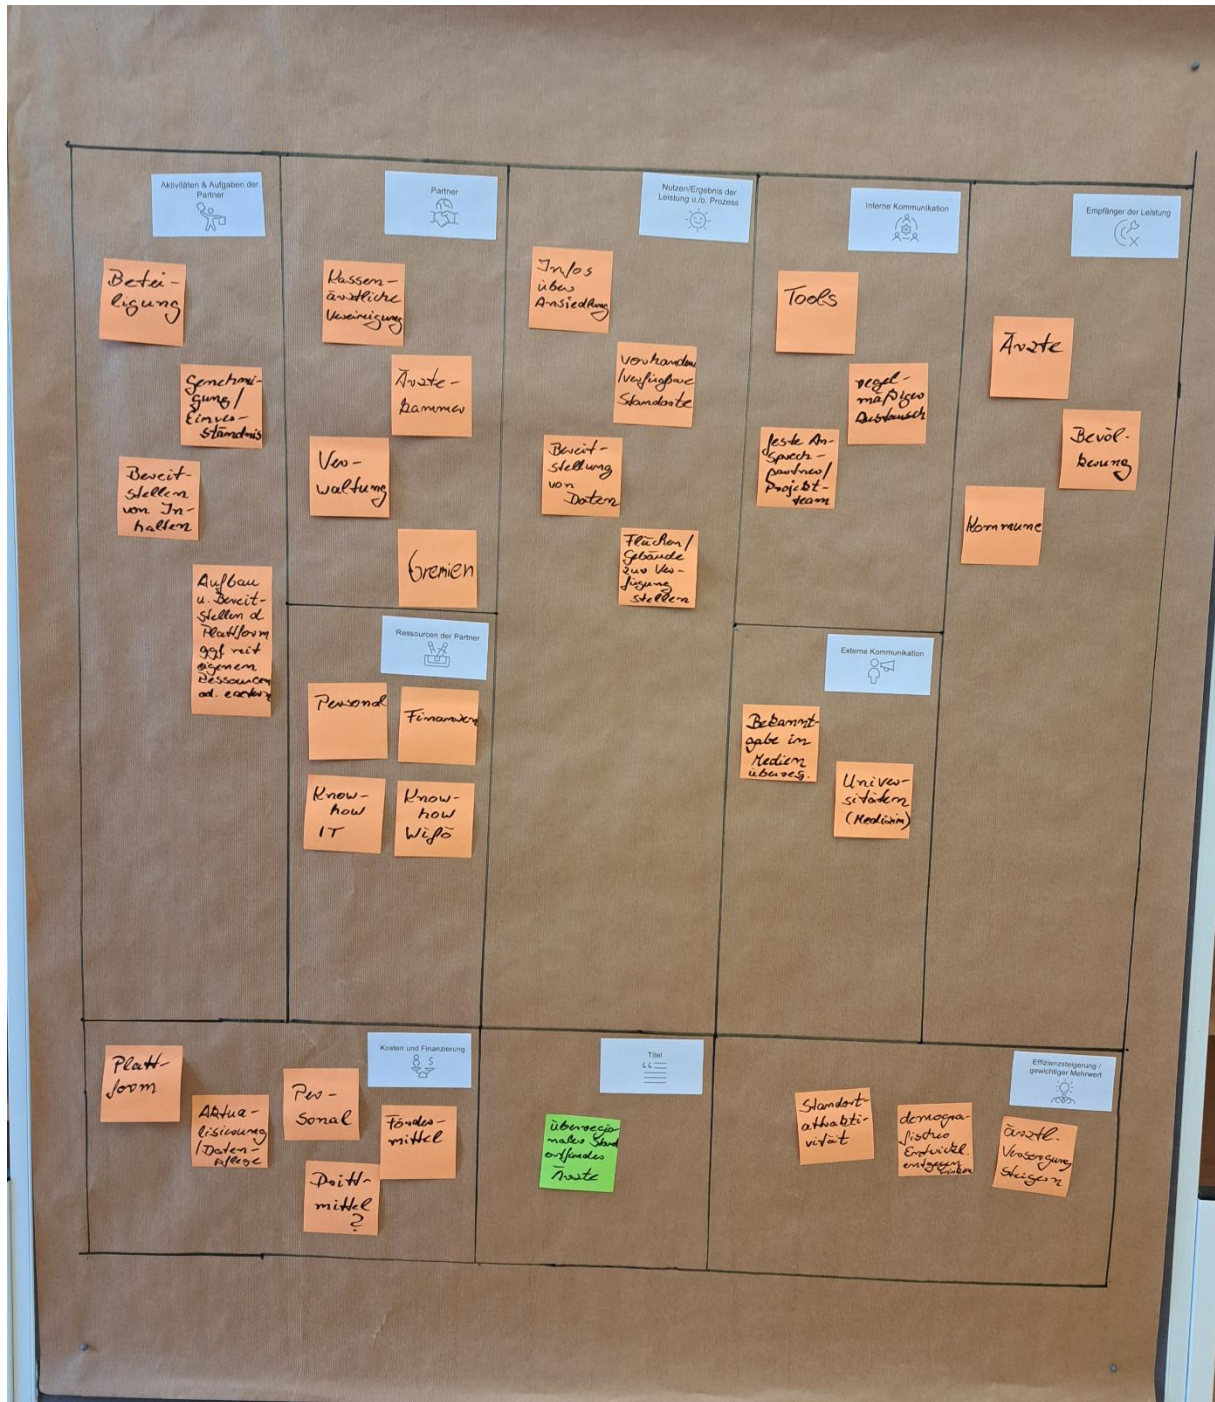 Aktivitäten & Aufgaben der
Partner
Betei-
ligung
Genehmi-
gung /
Einver-
ständnis
Bereit-
stellen
von In-
halten
Aufbau
u. Bereit-
stellen d.
Plattform
ggf. mit
eigenem
Ressourcen
od. extern
Partner
Kassen-
ärztliche
Vereinigung
Ärzte-
kammer
Ver-
waltung
Gremien
Ressourcen der Partner
Personal
Finanzen
Know-
how
IT
Know-
how
Wifö
Nutzen/Ergebnis der
Leistung u./o. Prozess
Infos
über
Ansiedlung
vorhandene
/verfügbare
Standorte
Bereit-
stellung
von
Daten
Flächen /
Gebäude
zur Ver-
fügung
stellen
Interne Kommunikation
Tools
regel-
mäßiger
Austausch
feste An-
sprech-
partner/
Projekt-
team
Externe Kommunikation
Bekannt-
gabe in
Medien
überreg.
Univer-
sitäten
(Medizin)
Empfänger der Leistung
Ärzte
Bevöl-
kerung
Kommune
Kosten und Finanzierung
Platt-
form
Aktua-
lisierung
/ Daten-
pflege
Per-
sonal
Förder-
mittel
Dritt-
mittel
?
Titel
überregio-
nales Stand
ortfindes
Ärzte
Effizienzsteigerung /
gewichtiger Mehrwert
Standort-
attrakti-
vität
demogra-
fischer
Entwickl.
entgegen
wirken
ärztl.
Versorgung
steigern